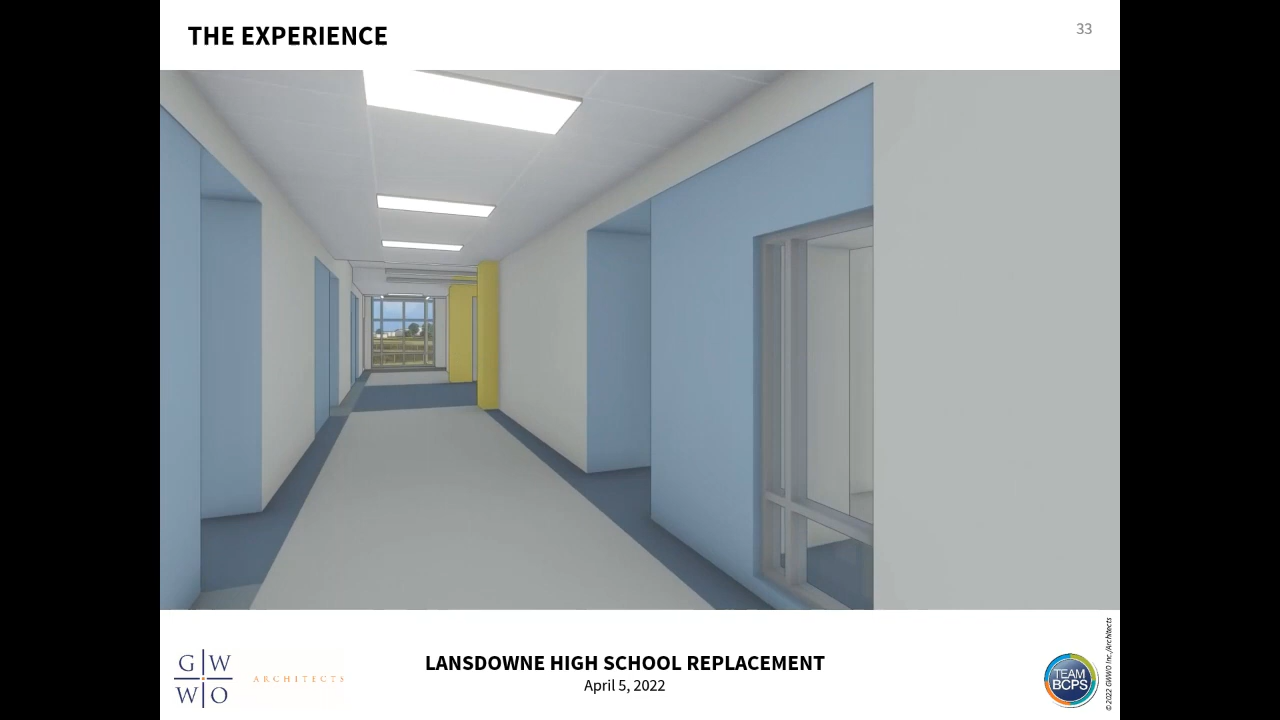 THE EXPERIENCE
33
G W
W O
ARCHITECTS
LANSDOWNE HIGH SCHOOL REPLACEMENT
April 5, 2022
TEAM
BCPS
© 2022 GWWO Inc./Architects